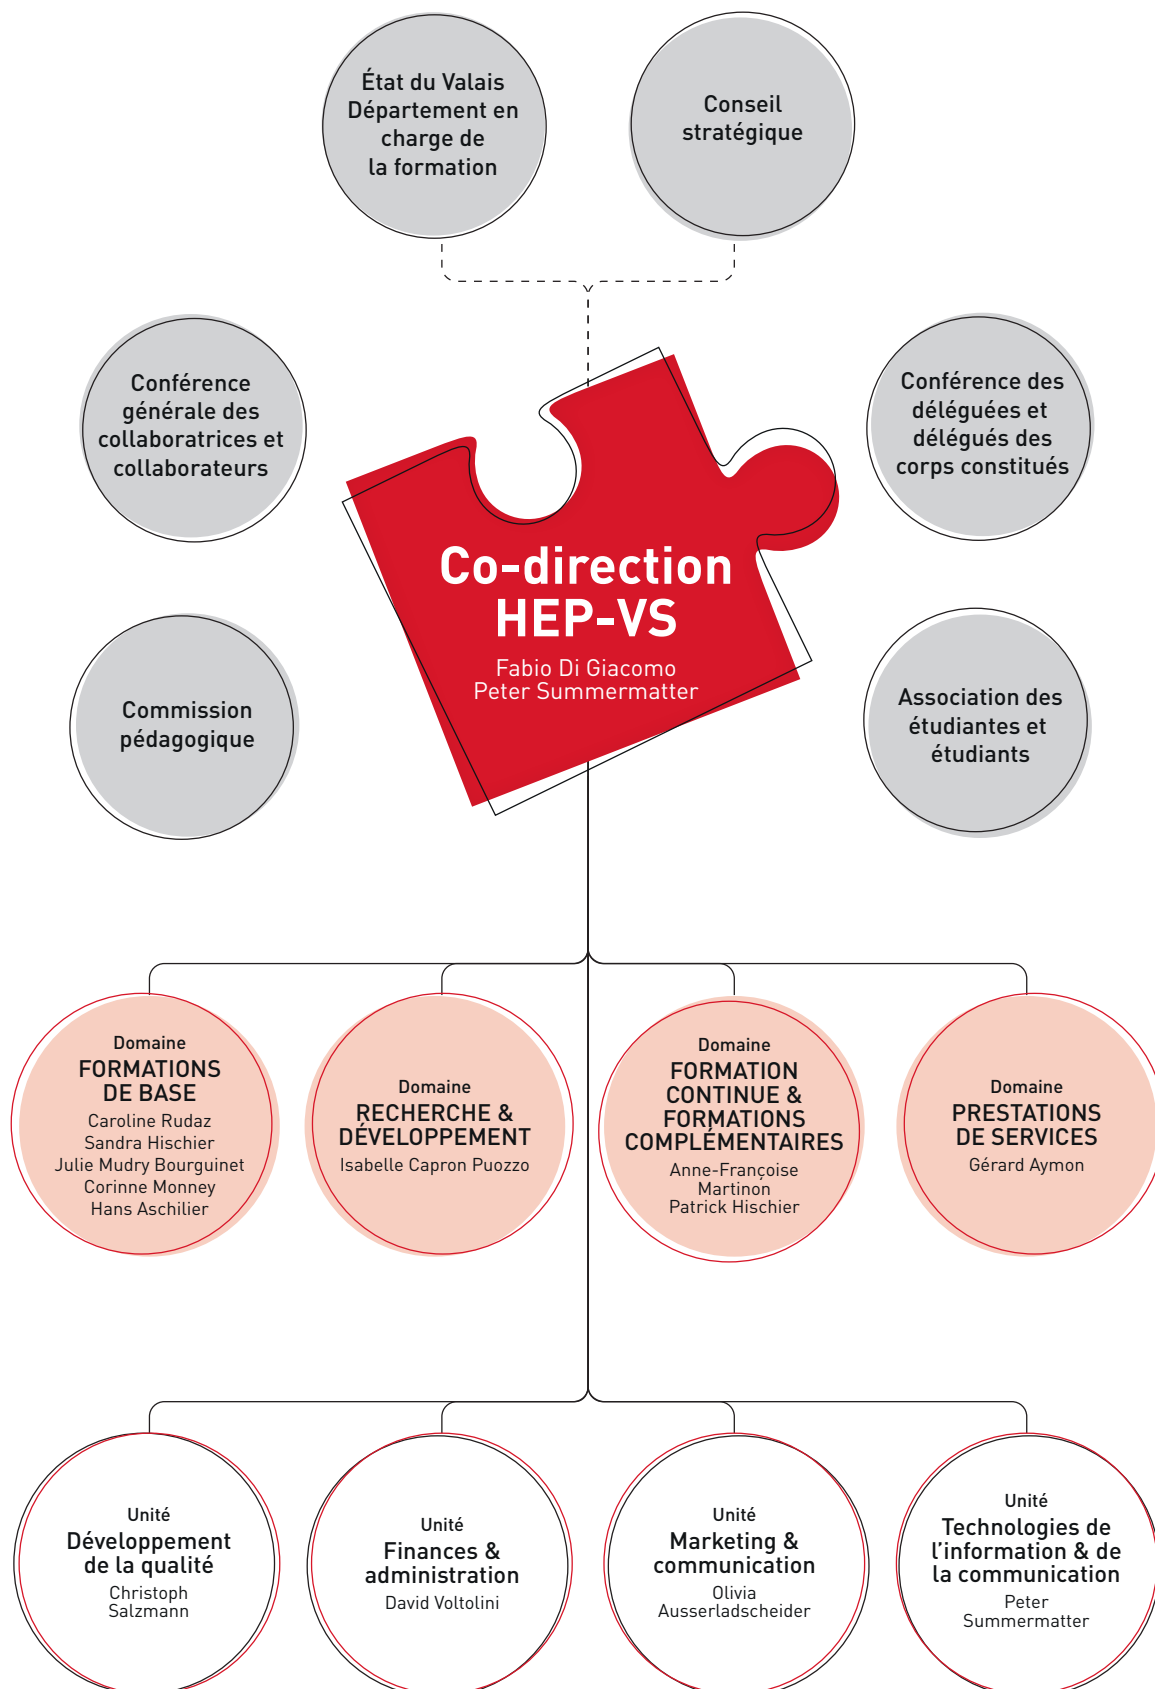 État du Valais
Département en
charge de
la formation
Conseil
stratégique
Conférence
générale des
collaboratrices et
collaborateurs
Conférence des
déléguées et
délégués des
corps constitués
Co-direction
HEP-VS
Fabio Di Giacomo
Peter Summermatter
Commission
pédagogique
Association des
étudiantes et
étudiants
Domaine
FORMATIONS
DE BASE
Caroline Rudaz
Sandra Hischier
Julie Mudry Bourguinet
Corinne Monney
Hans Aschilier
Domaine
RECHERCHE &
DÉVELOPPEMENT
Isabelle Capron Puozzo
Domaine
FORMATION
CONTINUE &
FORMATIONS
COMPLÉMENTAIRES
Anne-Françoise
Martinon
Patrick Hischier
Domaine
PRESTATIONS
DE SERVICES
Gérard Aymon
Unité
Développement
de la qualité
Christoph
Salzmann
Unité
Finances &
administration
David Voltolini
Unité
Marketing &
communication
Olivia
Ausserladscheider
Unité
Technologies de
l’information & de
la communication
Peter
Summermatter